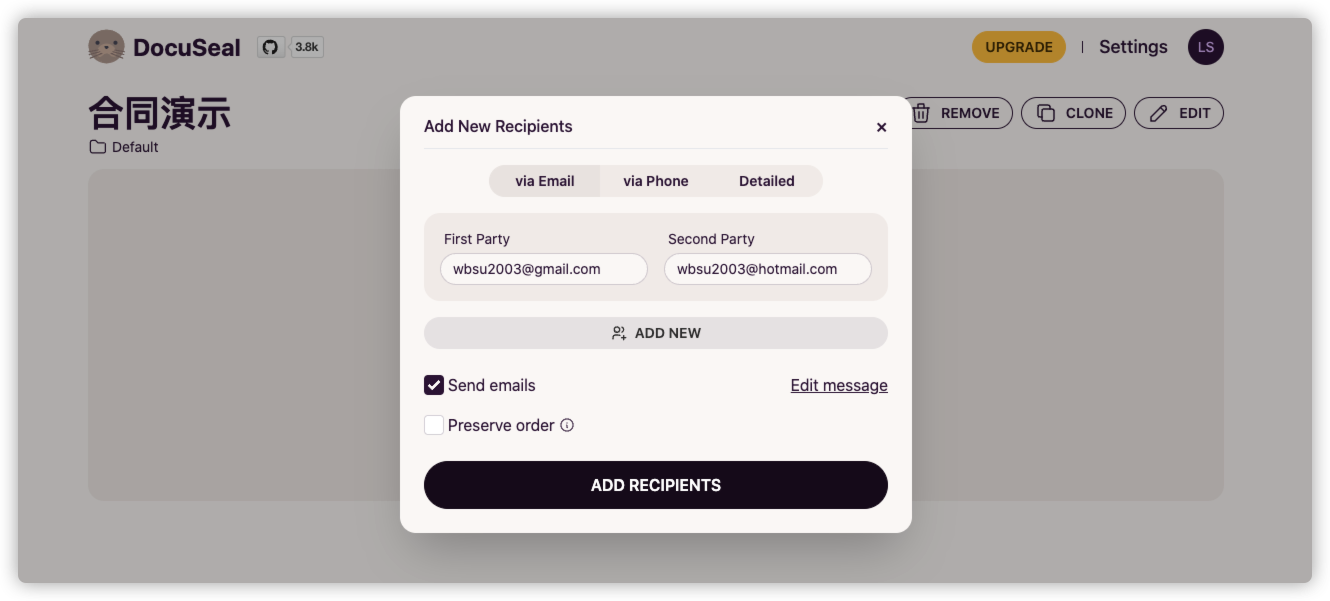 DocuSeal 3.8k UPGRADE | Settings LS
合同演示 REMOVE CLONE EDIT
Default
Add New Recipients ×
via Email via Phone Detailed
First Party Second Party
wbsu2003@gmail.com wbsu2003@hotmail.com
ADD NEW
Send emails Edit message
Preserve order
ADD RECIPIENTS